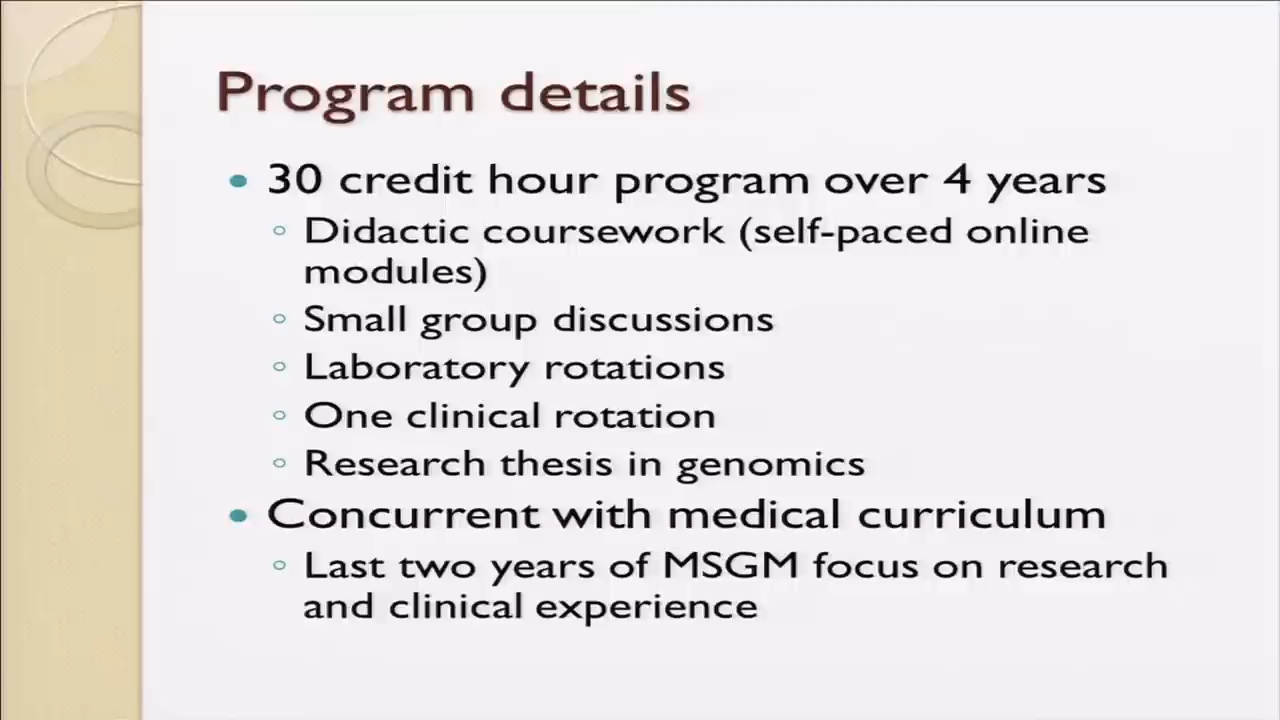 Program details
• 30 credit hour program over 4 years
◦ Didactic coursework (self-paced online
modules)
◦ Small group discussions
◦ Laboratory rotations
◦ One clinical rotation
◦ Research thesis in genomics
• Concurrent with medical curriculum
◦ Last two years of MSGM focus on research
and clinical experience